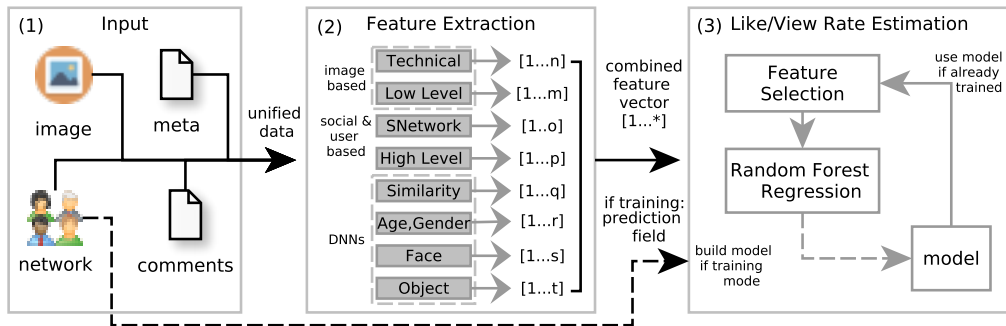 (1) Input
image
meta
network
comments
unified
data
(2) Feature Extraction
image
based
social &
user
based
DNNs
Technical [1...n]
Low Level [1...m]
SNetwork [1..o]
High Level [1...p]
Similarity [1...q]
Age,Gender [1...r]
Face [1...s]
Object [1...t]
combined
feature
vector
[1...*]
if training:
prediction
field
(3) Like/View Rate Estimation
Feature
Selection
use model
if already
trained
Random Forest
Regression
build model
if training
mode
model